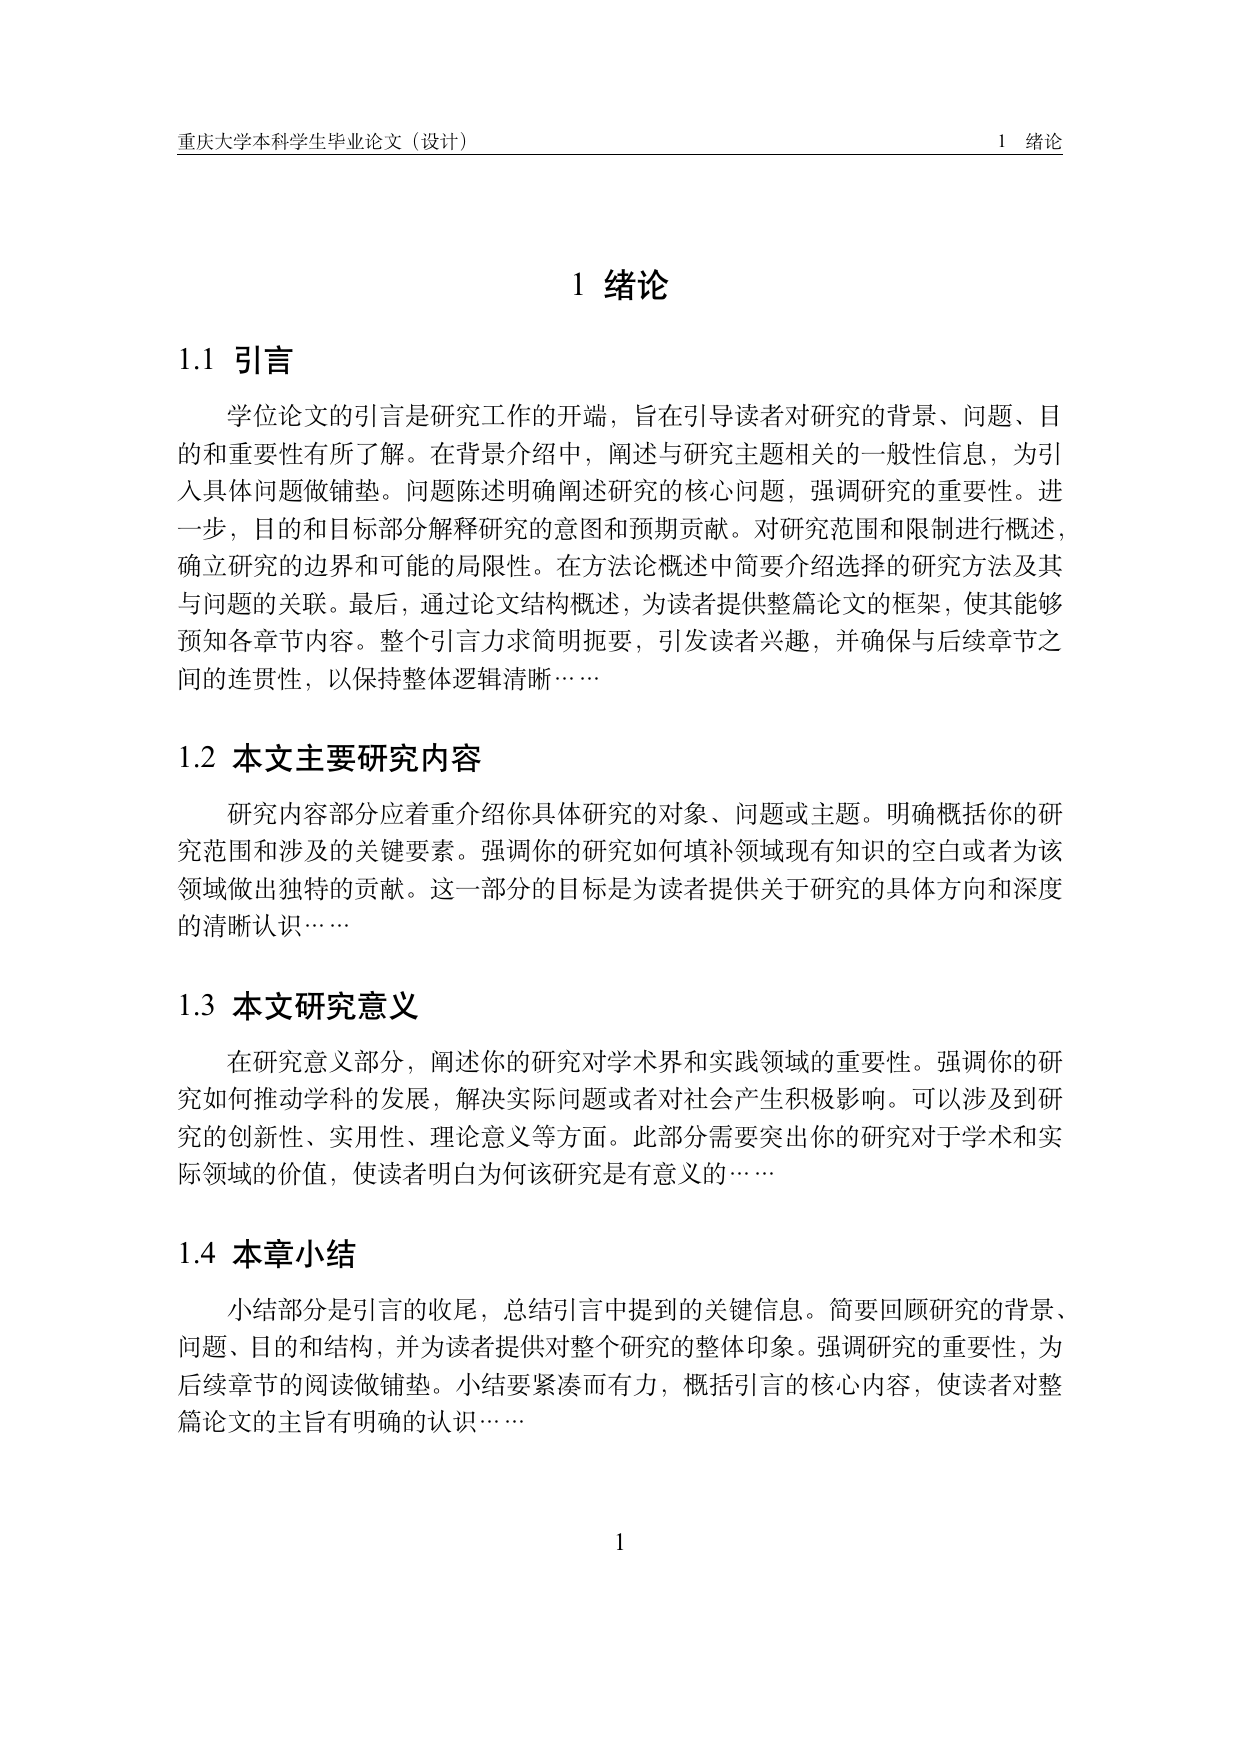 重庆大学本科学生毕业论文（设计） 1 绪论
1 绪论
1.1 引言
学位论文的引言是研究工作的开端，旨在引导读者对研究的背景、问题、目
的和重要性有所了解。在背景介绍中，阐述与研究主题相关的一般性信息，为引
入具体问题做铺垫。问题陈述明确阐述研究的核心问题，强调研究的重要性。进
一步，目的和目标部分解释研究的意图和预期贡献。对研究范围和限制进行概述，
确立研究的边界和可能的局限性。在方法论概述中简要介绍选择的研究方法及其
与问题的关联。最后，通过论文结构概述，为读者提供整篇论文的框架，使其能够
预知各章节内容。整个引言力求简明扼要，引发读者兴趣，并确保与后续章节之
间的连贯性，以保持整体逻辑清晰……
1.2 本文主要研究内容
研究内容部分应着重介绍你具体研究的对象、问题或主题。明确概括你的研
究范围和涉及的关键要素。强调你的研究如何填补领域现有知识的空白或者为该
领域做出独特的贡献。这一部分的目标是为读者提供关于研究的具体方向和深度
的清晰认识……
1.3 本文研究意义
在研究意义部分，阐述你的研究对学术界和实践领域的重要性。强调你的研
究如何推动学科的发展，解决实际问题或者对社会产生积极影响。可以涉及到研
究的创新性、实用性、理论意义等方面。此部分需要突出你的研究对于学术和实
际领域的价值，使读者明白为何该研究是有意义的……
1.4 本章小结
小结部分是引言的收尾，总结引言中提到的关键信息。简要回顾研究的背景、
问题、目的和结构，并为读者提供对整个研究的整体印象。强调研究的重要性，为
后续章节的阅读做铺垫。小结要紧凑而有力，概括引言的核心内容，使读者对整
篇论文的主旨有明确的认识……
1